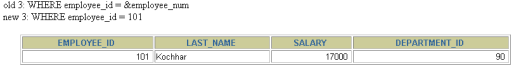 old 3: WHERE employee_id = &employee_num
new 3: WHERE employee_id = 101
EMPLOYEE_ID LAST_NAME SALARY DEPARTMENT_ID
101 Kochhar 17000 90